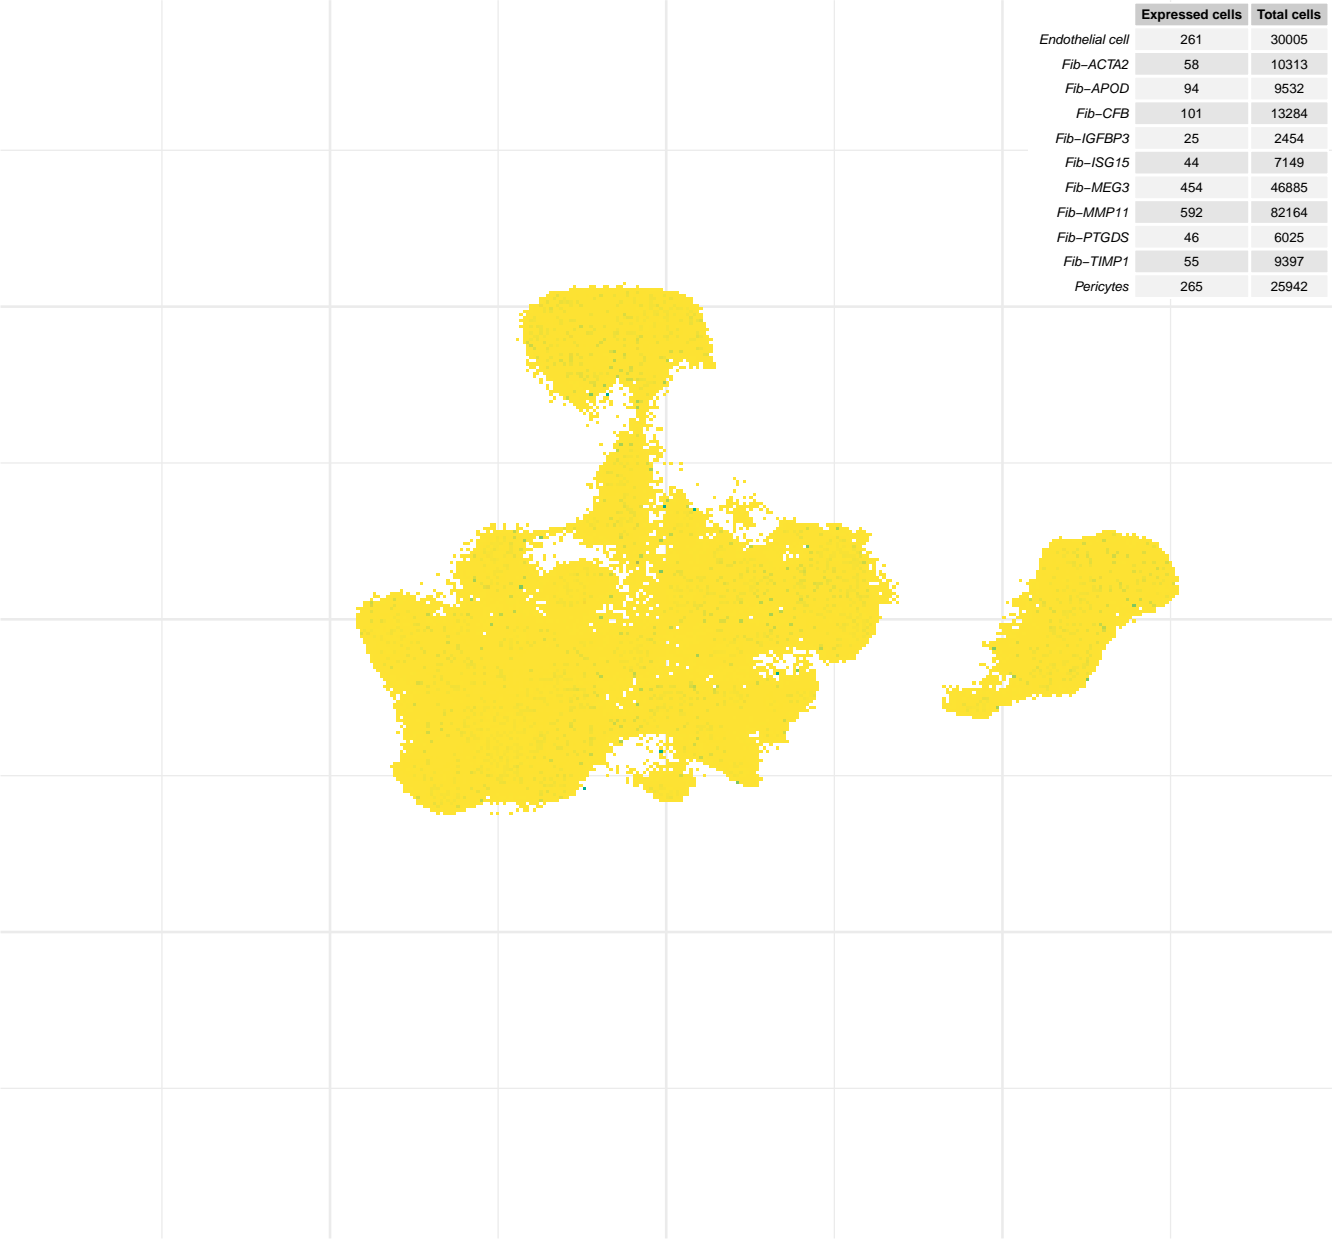 Expressed cells Total cells
Endothelial cell 261 30005
Fib−ACTA2 58 10313
Fib−APOD 94 9532
Fib−CFB 101 13284
Fib−IGFBP3 25 2454
Fib−ISG15 44 7149
Fib−MEG3 454 46885
Fib−MMP11 592 82164
Fib−PTGDS 46 6025
Fib−TIMP1 55 9397
Pericytes 265 25942